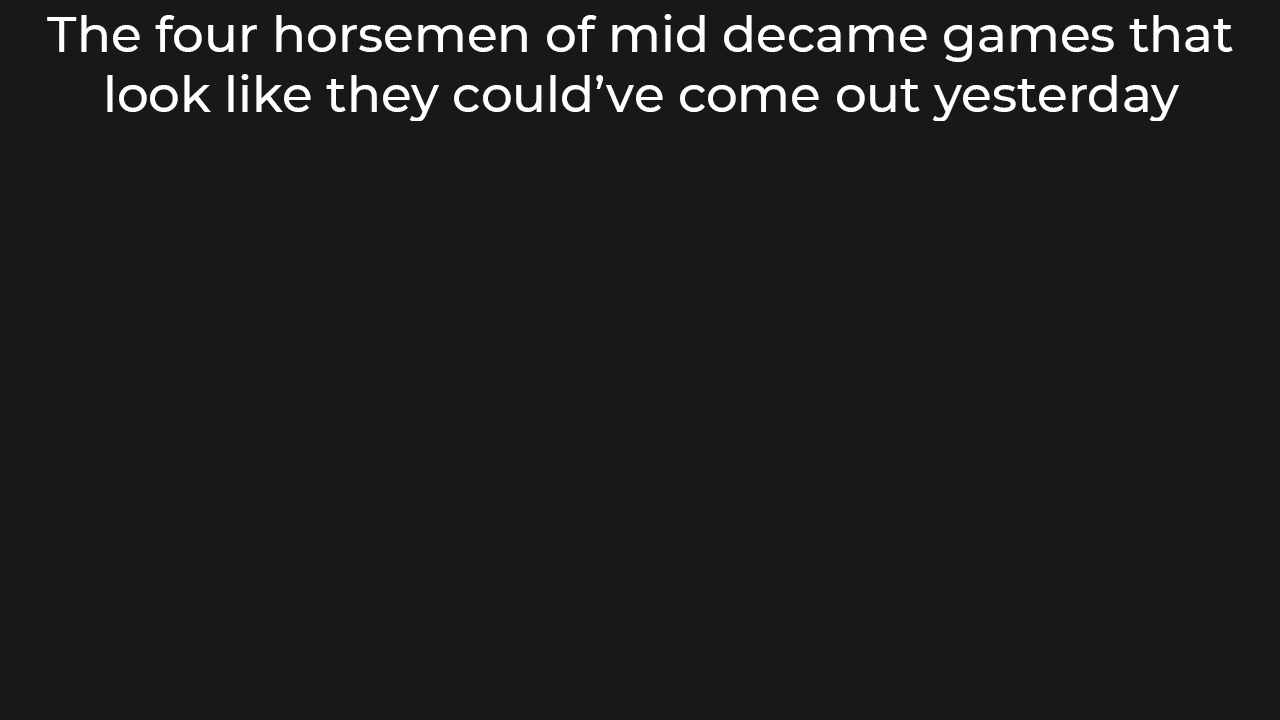 The four horsemen of mid decame games that
look like they could’ve come out yesterday